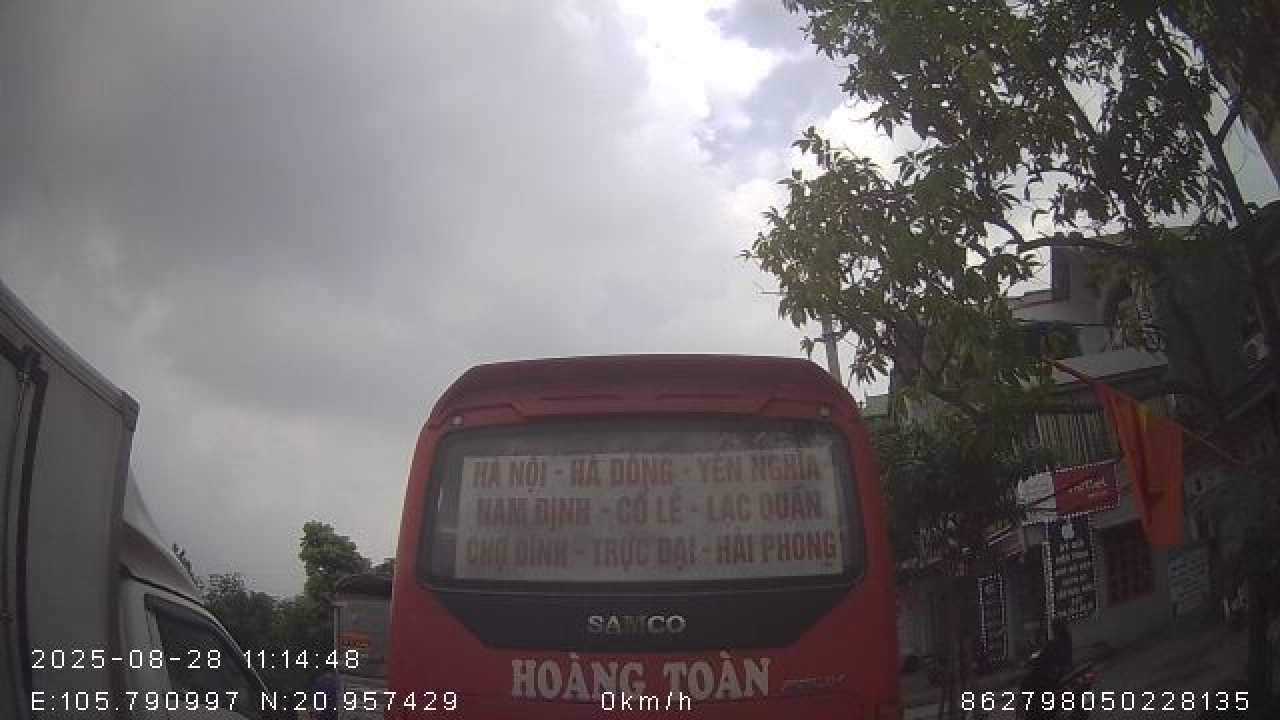 HÀ NỘI - HÀ ĐÔNG - YÊN NGHĨA
NAM ĐỊNH - CỔ LỄ - LẠC QUẦN
CHỢ ĐÌNH - TRỰC ĐẠI - HẢI PHÒNG
SAMCO
HOÀNG TOÀN
viettel
2025-08-28 11:14:48
E:105.790997 N:20.957429 0km/h 862798050228135